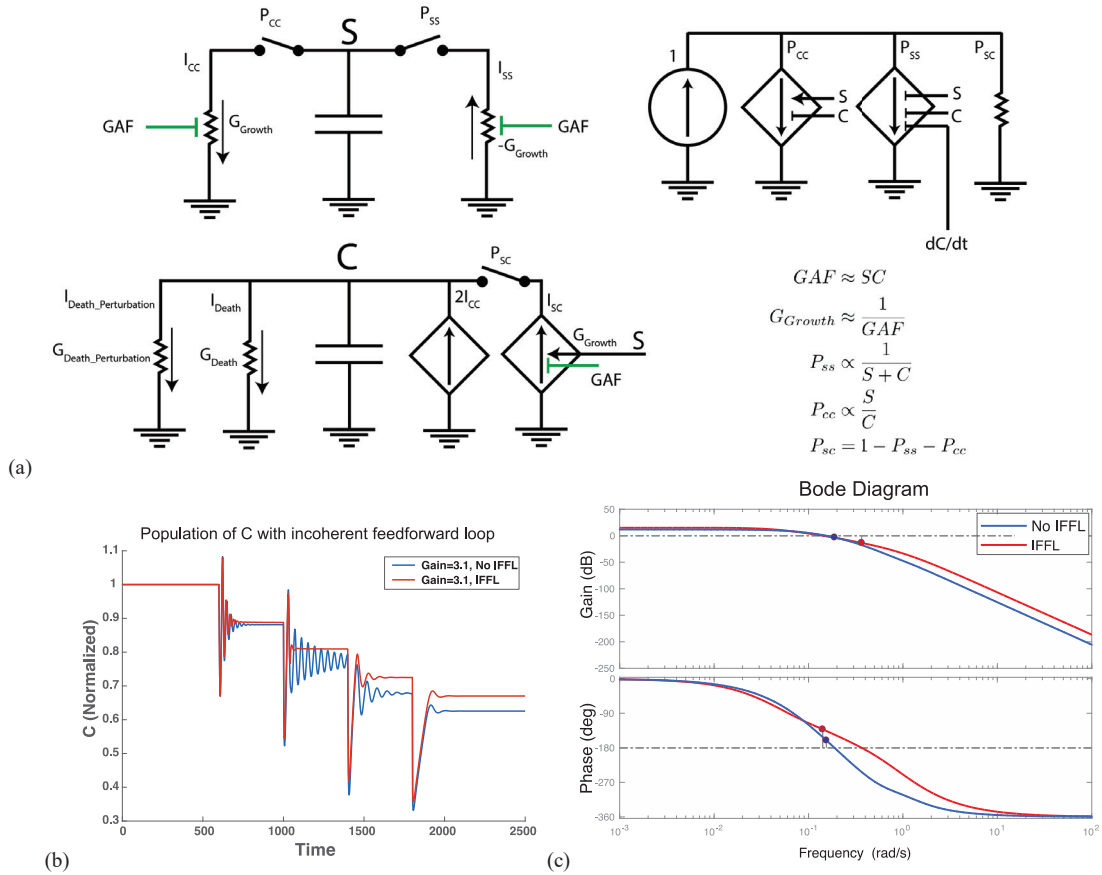 P_CC
S
P_SS
I_CC
I_SS
GAF
G_Growth
-G_Growth
GAF
1
P_CC
P_SS
P_SC
S
C
S
C
dC/dt
C
P_SC
I_Death_Perturbation
I_Death
2I_CC
I_SC
G_Death_Perturbation
G_Death
G_Growth
S
GAF
GAF ≈ SC
G_Growth ≈ 1/GAF
P_ss ∝ 1/(S + C)
P_cc ∝ S/C
P_sc = 1 − P_ss − P_cc
(a)
Population of C with incoherent feedforward loop
Gain=3.1, No IFFL
Gain=3.1, IFFL
C (Normalized)
1.1
1
0.9
0.8
0.7
0.6
0.5
0.4
0.3
0 500 1000 1500 2000 2500
Time
(b)
Bode Diagram
No IFFL
IFFL
Gain (dB)
50
0
-50
-100
-150
-200
-250
Phase (deg)
0
-90
-180
-270
-360
10^-3 10^-2 10^-1 10^0 10^1 10^2
Frequency (rad/s)
(c)